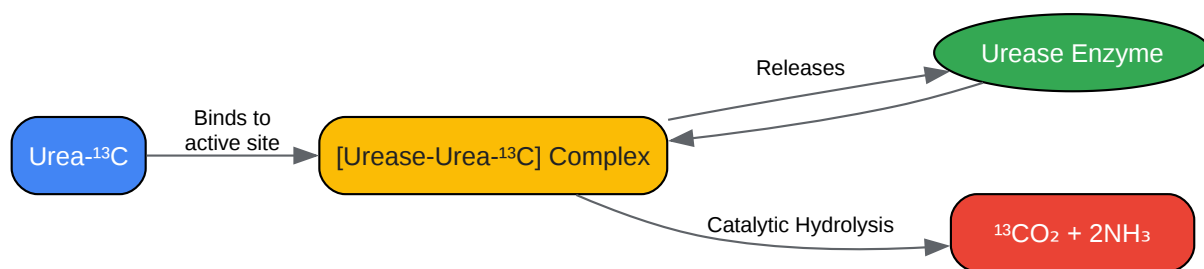 Urea-¹³C
Binds to
active site
[Urease-Urea-¹³C] Complex
Releases
Urease Enzyme
Catalytic Hydrolysis
¹³CO₂ + 2NH₃